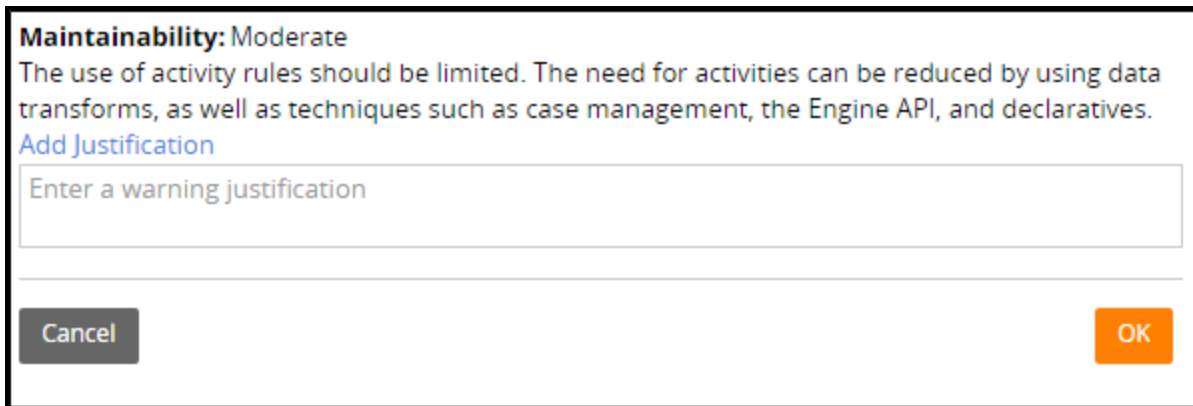 Maintainability: Moderate
The use of activity rules should be limited. The need for activities can be reduced by using data
transforms, as well as techniques such as case management, the Engine API, and declaratives.
Add Justification
Enter a warning justification
Cancel
OK